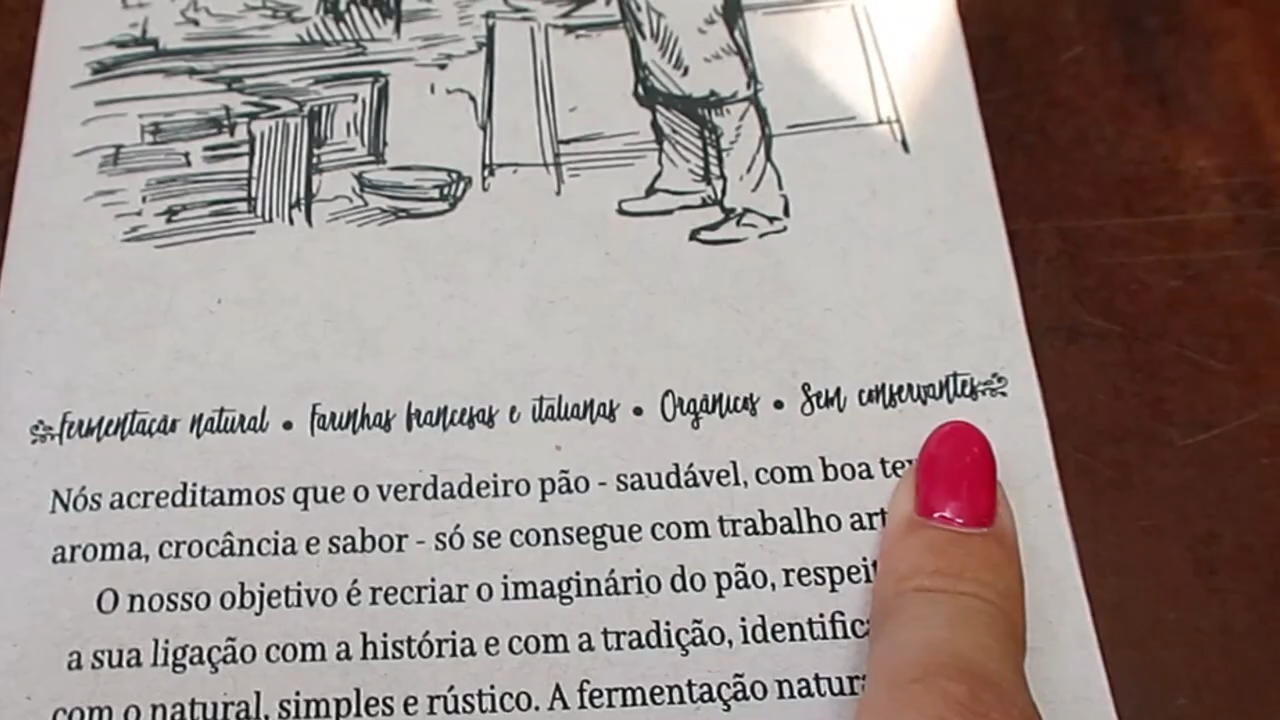 fermentação natural • Farinhas francesas e italianas • Orgânicos • Sem conservantes
Nós acreditamos que o verdadeiro pão - saudável, com boa
aroma, crocância e sabor - só se consegue com trabalho
O nosso objetivo é recriar o imaginário do pão,
a sua ligação com a história e com a tradição,
com o natural, simples e rústico. A fermentação